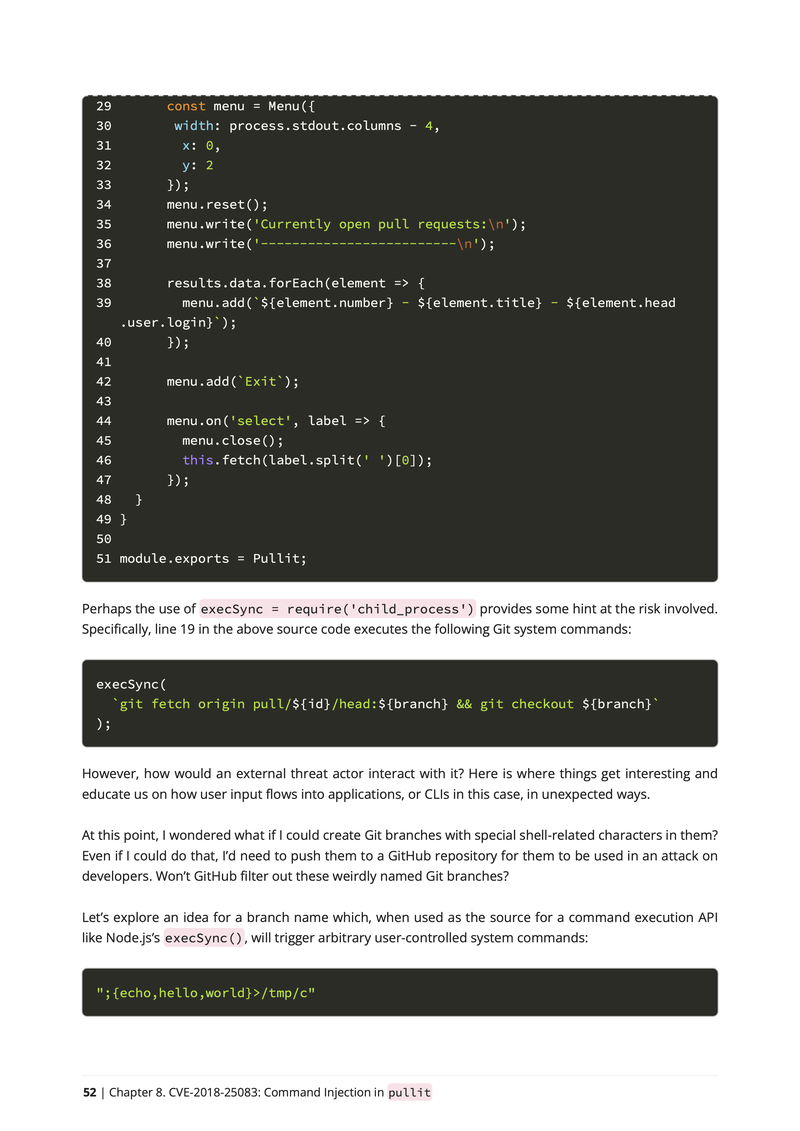 29       const menu = Menu({
30        width: process.stdout.columns - 4,
31         x: 0,
32         y: 2
33       });
34       menu.reset();
35       menu.write('Currently open pull requests:\n');
36       menu.write('-------------------------\n');
37
38       results.data.forEach(element => {
39         menu.add(`${element.number} - ${element.title} - ${element.head
.user.login}`);
40       });
41
42       menu.add(`Exit`);
43
44       menu.on('select', label => {
45         menu.close();
46         this.fetch(label.split(' ')[0]);
47       });
48   }
49 }
50
51 module.exports = Pullit;
Perhaps the use of execSync = require('child_process') provides some hint at the risk involved.
Specifically, line 19 in the above source code executes the following Git system commands:
execSync(
  `git fetch origin pull/${id}/head:${branch} && git checkout ${branch}`
);
However, how would an external threat actor interact with it? Here is where things get interesting and
educate us on how user input flows into applications, or CLIs in this case, in unexpected ways.
At this point, I wondered what if I could create Git branches with special shell-related characters in them?
Even if I could do that, I’d need to push them to a GitHub repository for them to be used in an attack on
developers. Won’t GitHub filter out these weirdly named Git branches?
Let’s explore an idea for a branch name which, when used as the source for a command execution API
like Node.js’s execSync(), will trigger arbitrary user-controlled system commands:
";{echo,hello,world}>/tmp/c"
52 | Chapter 8. CVE-2018-25083: Command Injection in pullit